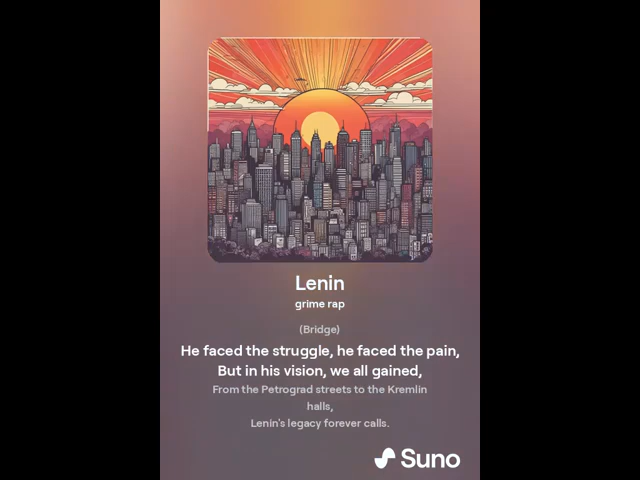 Lenin
grime rap
(Bridge)
He faced the struggle, he faced the pain,
But in his vision, we all gained,
From the Petrograd streets to the Kremlin
halls,
Lenin's legacy forever calls.
Suno